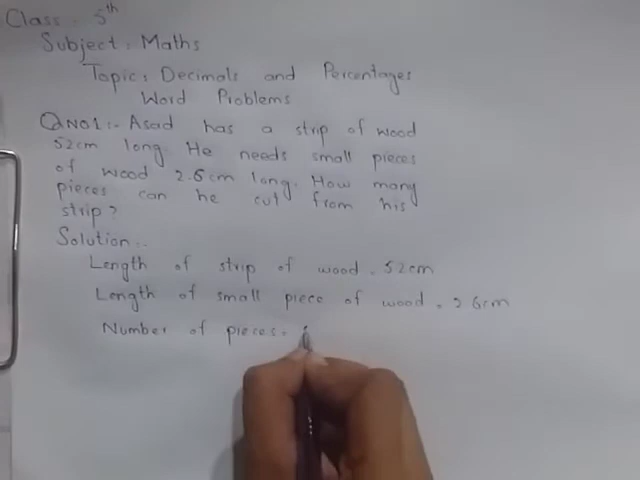 Class : 5th
Subject : Maths
Topic : Decimals and Percentages
Word Problems
QNO1:- Asad has a strip of wood
52cm long. He needs small pieces
of wood 2.6cm long. How many
pieces can he cut from his
strip?
Solution:-
Length of strip of wood = 52cm
Length of small piece of wood = 2.6cm
Number of pieces =